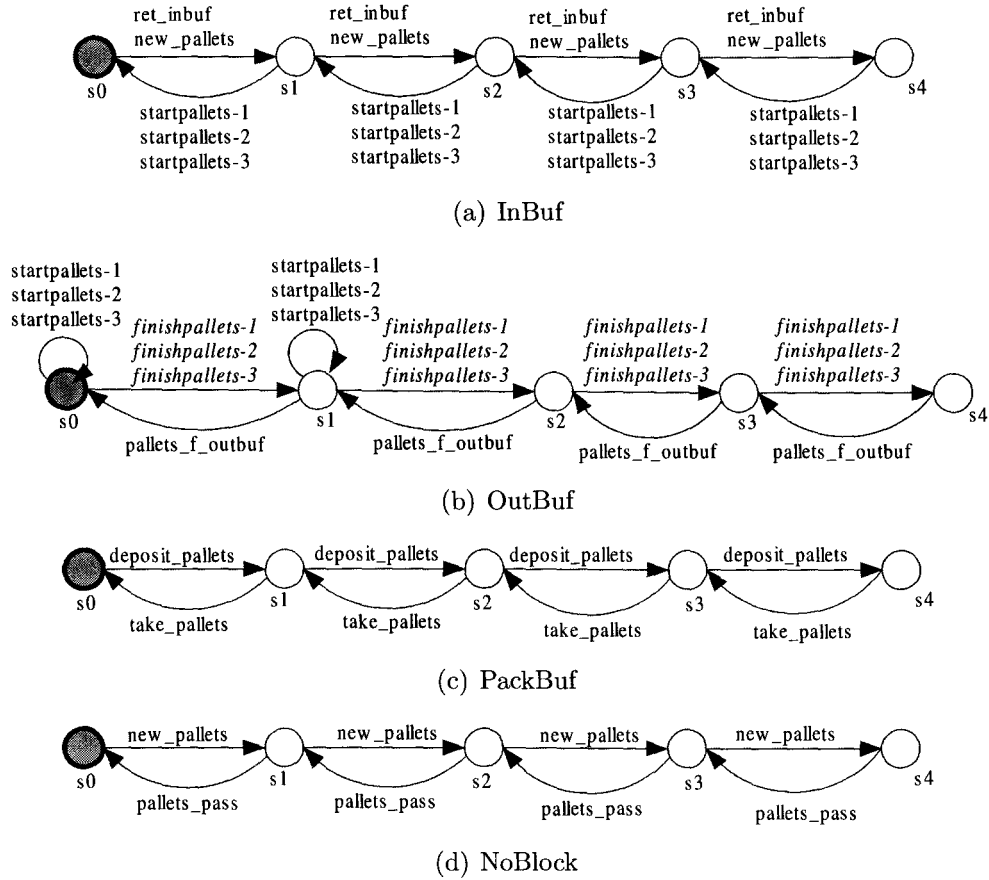 ret_inbuf
new_pallets
ret_inbuf
new_pallets
ret_inbuf
new_pallets
ret_inbuf
new_pallets
s0
s1
s2
s3
s4
startpallets-1
startpallets-2
startpallets-3
startpallets-1
startpallets-2
startpallets-3
startpallets-1
startpallets-2
startpallets-3
startpallets-1
startpallets-2
startpallets-3
(a) InBuf
startpallets-1
startpallets-2
startpallets-3
startpallets-1
startpallets-2
startpallets-3
finishpallets-1
finishpallets-2
finishpallets-3
finishpallets-1
finishpallets-2
finishpallets-3
finishpallets-1
finishpallets-2
finishpallets-3
finishpallets-1
finishpallets-2
finishpallets-3
s0
s1
s2
s3
s4
pallets_f_outbuf
pallets_f_outbuf
pallets_f_outbuf
pallets_f_outbuf
(b) OutBuf
deposit_pallets
deposit_pallets
deposit_pallets
deposit_pallets
s0
s1
s2
s3
s4
take_pallets
take_pallets
take_pallets
take_pallets
(c) PackBuf
new_pallets
new_pallets
new_pallets
new_pallets
s0
s1
s2
s3
s4
pallets_pass
pallets_pass
pallets_pass
pallets_pass
(d) NoBlock